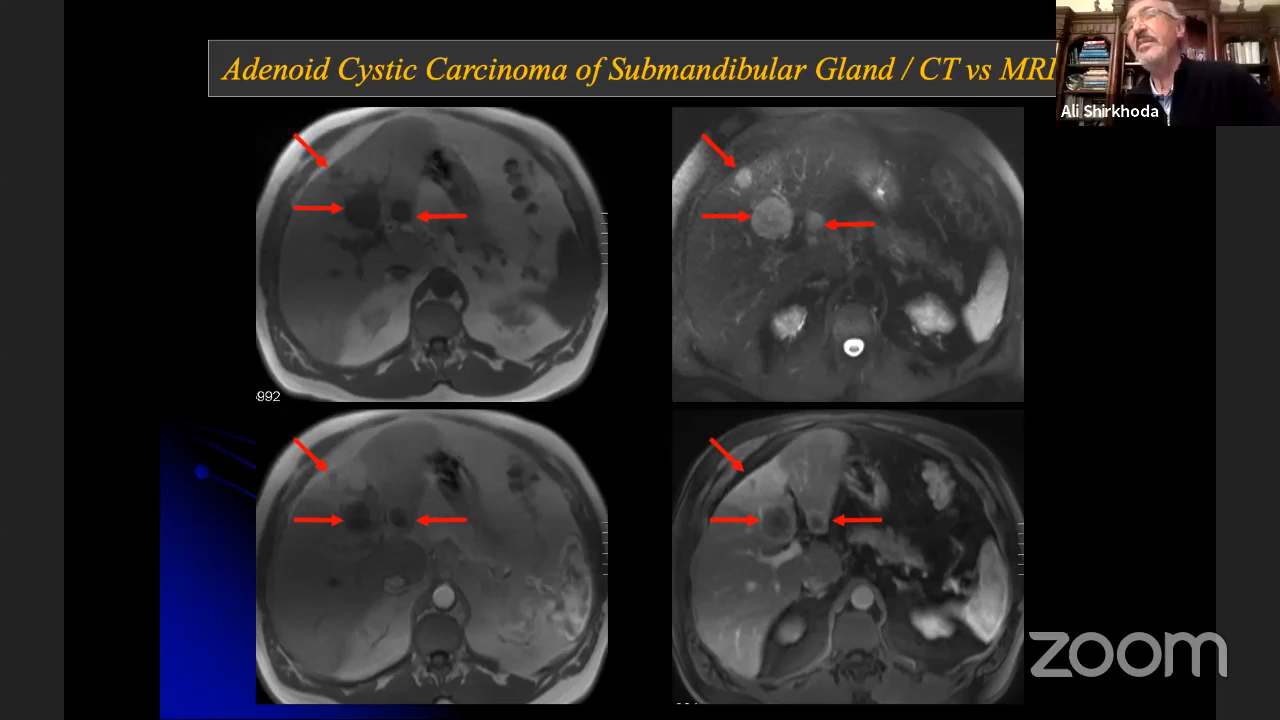 Adenoid Cystic Carcinoma of Submandibular Gland / CT vs MRI
Ali Shirkhoda
992
zoom